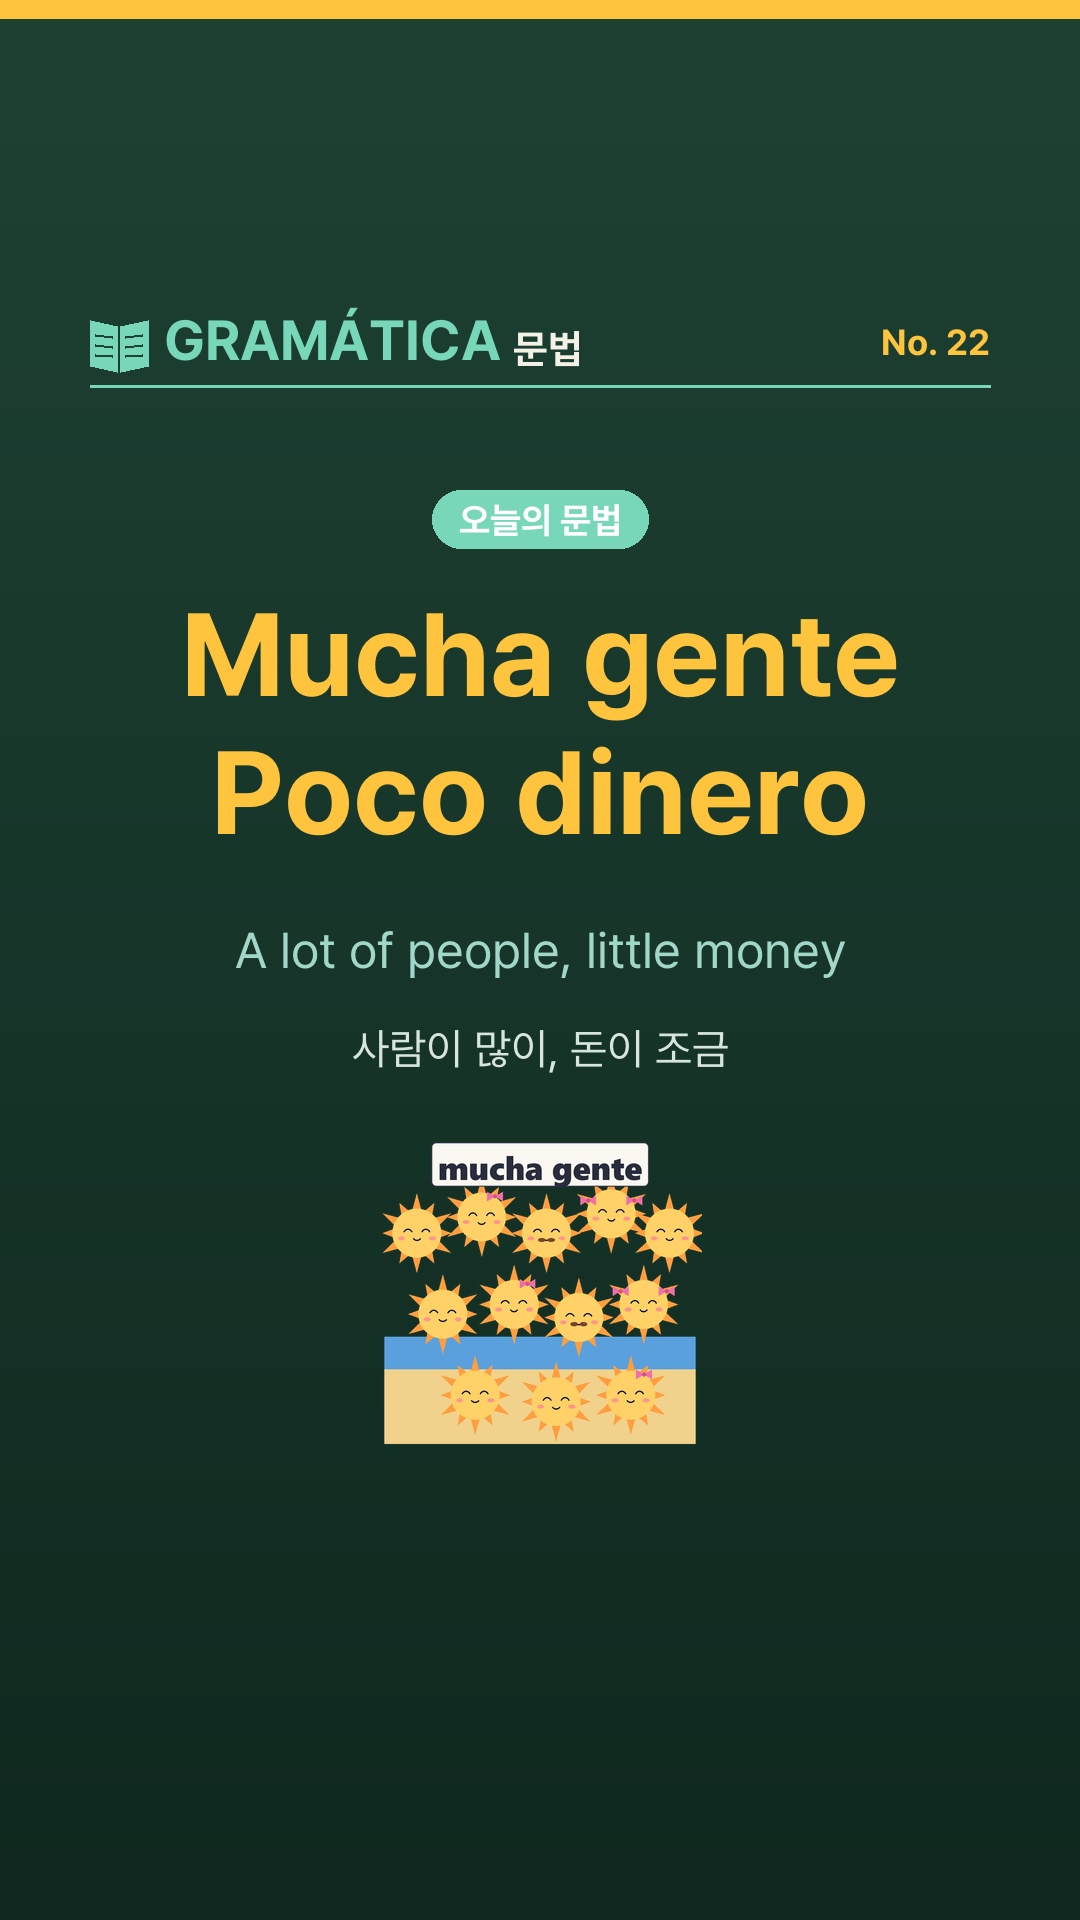 GRAMÁTICA 문법
No. 22
오늘의 문법
Mucha gente
Poco dinero
A lot of people, little money
사람이 많이, 돈이 조금
mucha gente